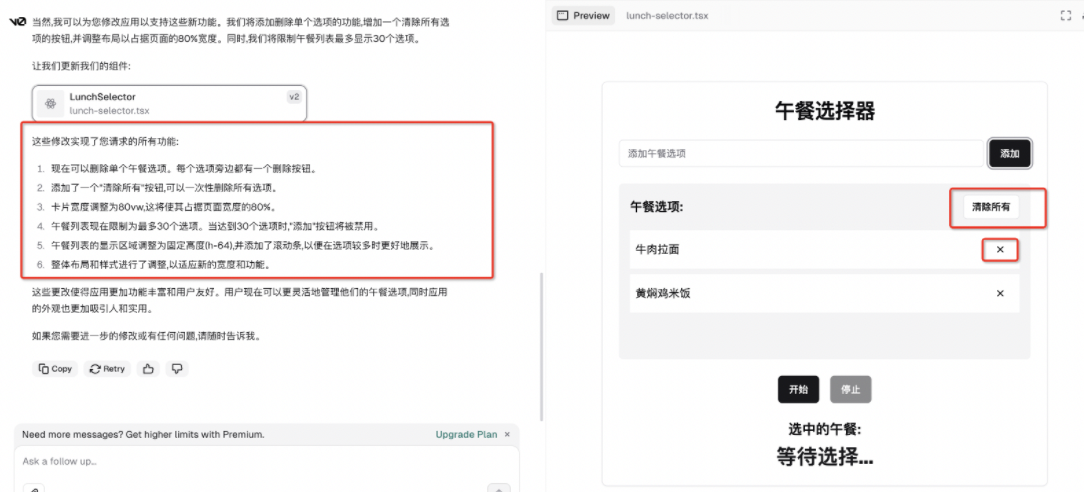 v0 当然,我可以为您修改应用以支持这些新功能。我们将添加删除单个选项的功能,增加一个清除所有选
项的按钮,并调整布局以占据页面的80%宽度。同时,我们将限制午餐列表最多显示30个选项。
让我们更新我们的组件:
LunchSelector
v2
lunch-selector.tsx
这些修改实现了您请求的所有功能:
1. 现在可以删除单个午餐选项。每个选项旁边都有一个删除按钮。
2. 添加了一个"清除所有"按钮,可以一次性删除所有选项。
3. 卡片宽度调整为80vw,这将使其占据页面宽度的80%。
4. 午餐列表现在限制为最多30个选项。当达到30个选项时,"添加"按钮将被禁用。
5. 午餐列表的显示区域调整为固定高度(h-64),并添加了滚动条,以便在选项较多时更好地展示。
6. 整体布局和样式进行了调整,以适应新的宽度和功能。
这些更改使得应用更加功能丰富和用户友好。用户现在可以更灵活地管理他们的午餐选项,同时应用
的外观也更加吸引人和实用。
如果您需要进一步的修改或有任何问题,请随时告诉我。
Copy Retry
Need more messages? Get higher limits with Premium. Upgrade Plan ×
Ask a follow up...
Preview lunch-selector.tsx
午餐选择器
添加午餐选项 添加
午餐选项: 清除所有
牛肉拉面 ×
黄焖鸡米饭 ×
开始 停止
选中的午餐:
等待选择...